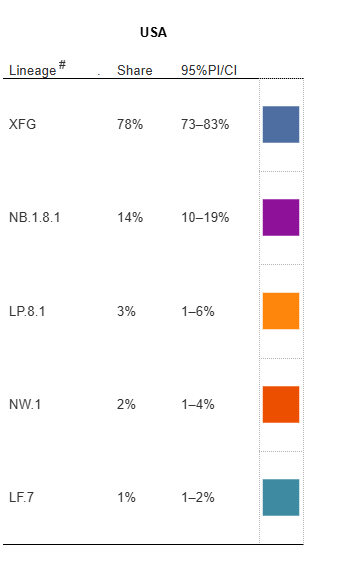 USA
Lineage # . Share 95%PI/CI
XFG 78% 73–83%
NB.1.8.1 14% 10–19%
LP.8.1 3% 1–6%
NW.1 2% 1–4%
LF.7 1% 1–2%